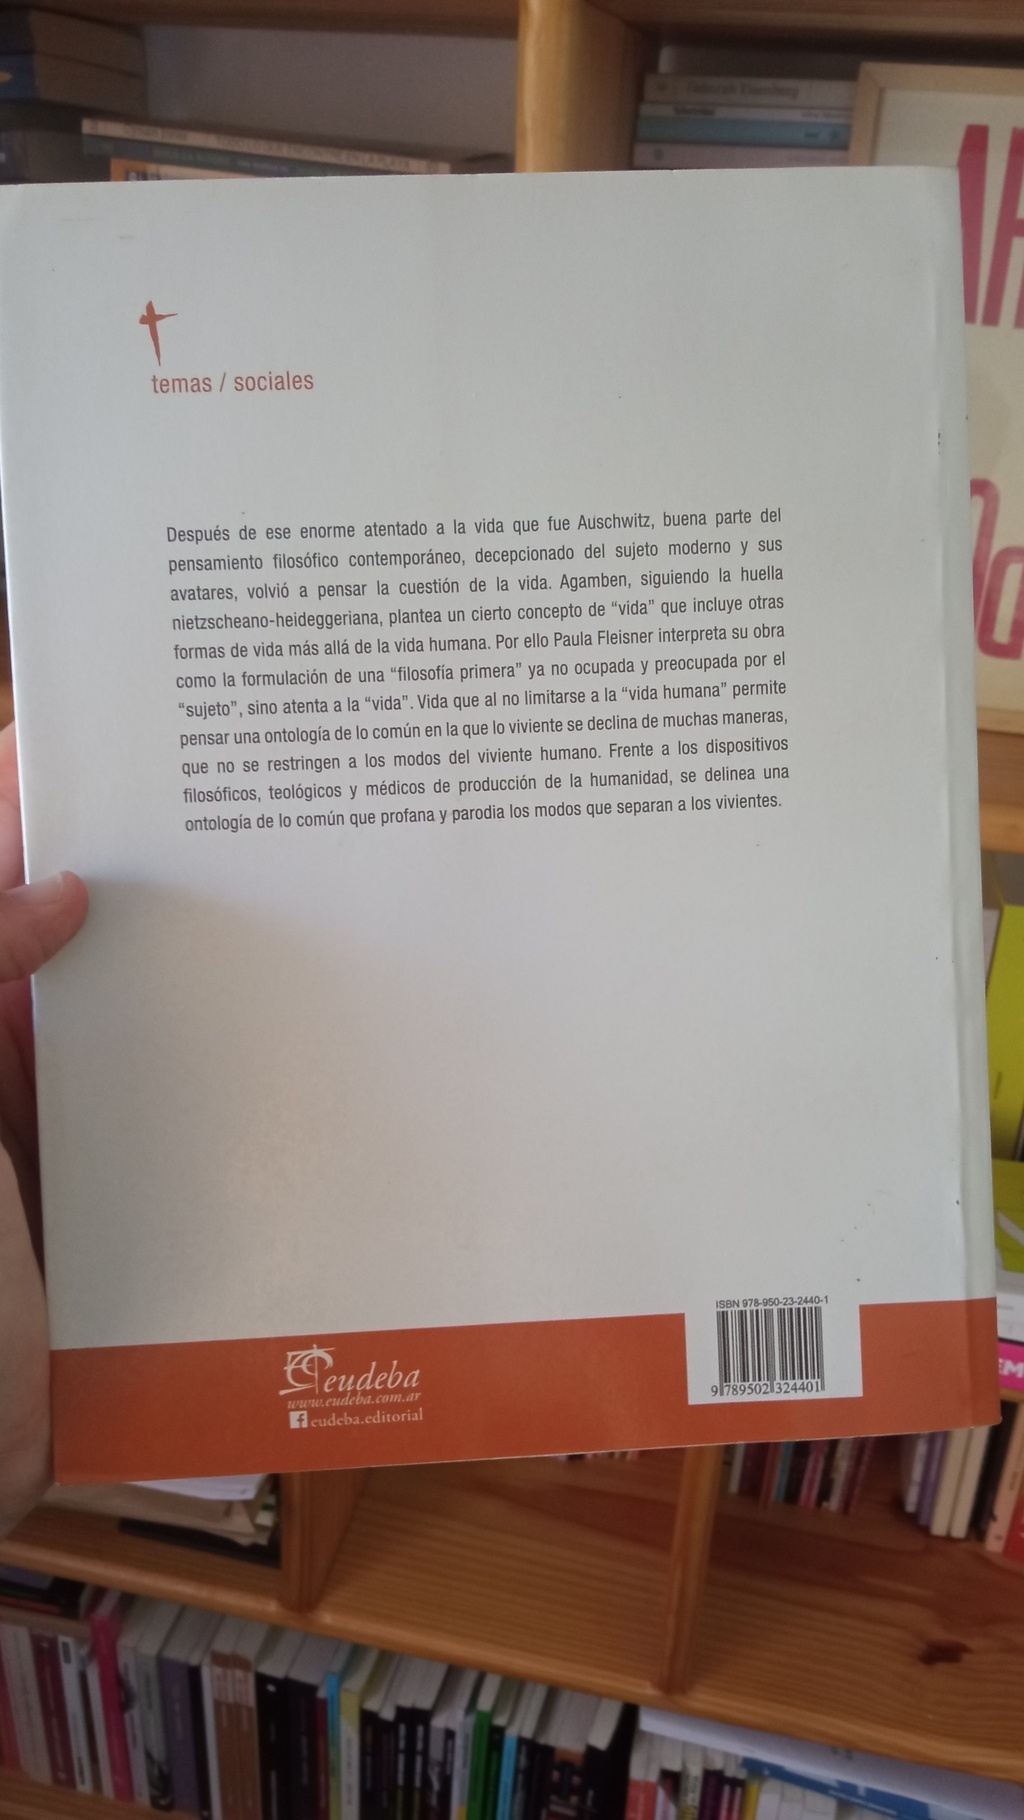 temas / sociales
Después de ese enorme atentado a la vida que fue Auschwitz, buena parte del
pensamiento filosófico contemporáneo, decepcionado del sujeto moderno y sus
avatares, volvió a pensar la cuestión de la vida. Agamben, siguiendo la huella
nietzscheano-heideggeriana, plantea un cierto concepto de “vida” que incluye otras
formas de vida más allá de la vida humana. Por ello Paula Fleisner interpreta su obra
como la formulación de una “filosofía primera” ya no ocupada y preocupada por el
“sujeto”, sino atenta a la “vida”. Vida que al no limitarse a la “vida humana” permite
pensar una ontología de lo común en la que lo viviente se declina de muchas maneras,
que no se restringen a los modos del viviente humano. Frente a los dispositivos
filosóficos, teológicos y médicos de producción de la humanidad, se delinea una
ontología de lo común que profana y parodia los modos que separan a los vivientes.
ISBN 978-950-23-2440-1
9 789502 324401
eudeba
www.eudeba.com.ar
eudeba.editorial